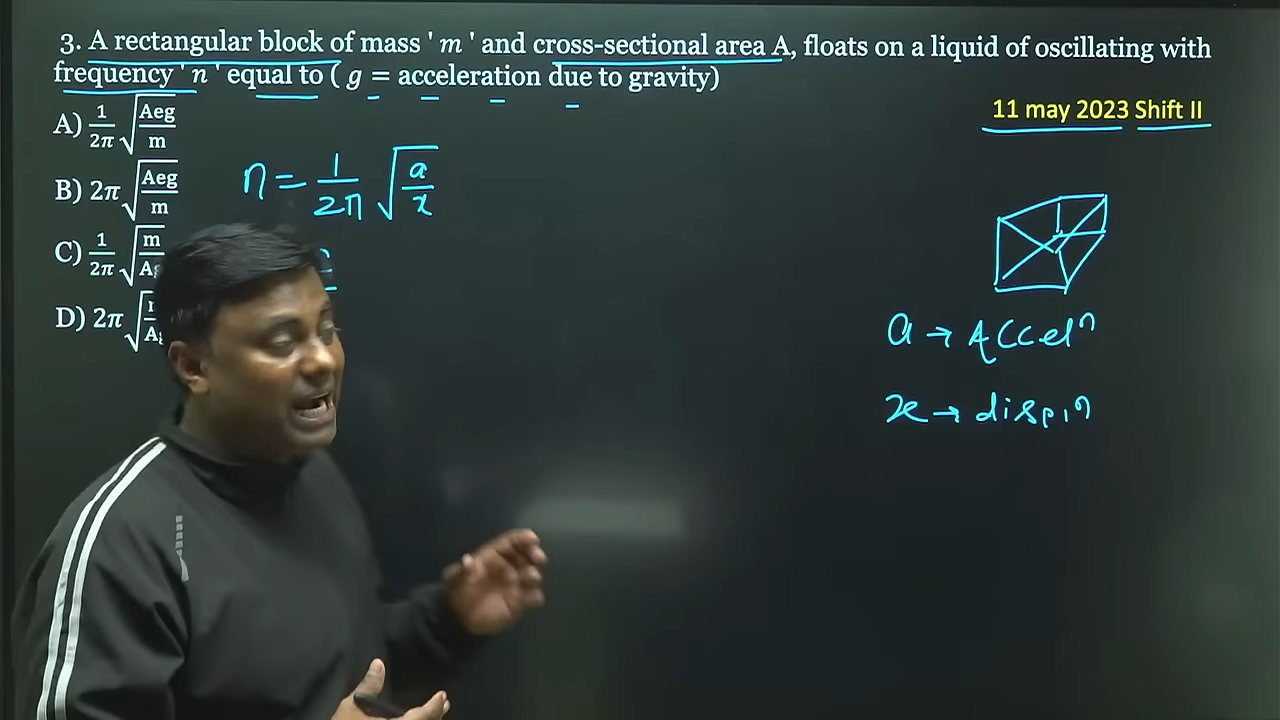 3. A rectangular block of mass ' m ' and cross-sectional area A, floats on a liquid of oscillating with
frequency ' n ' equal to ( g = acceleration due to gravity)
11 may 2023 Shift II
A) 1/2π √Aeg/m
B) 2π √Aeg/m
C) 1/2π √m/A
D) 2π √
n = 1/2π √a/x
a → Accelⁿ
x → displⁿ